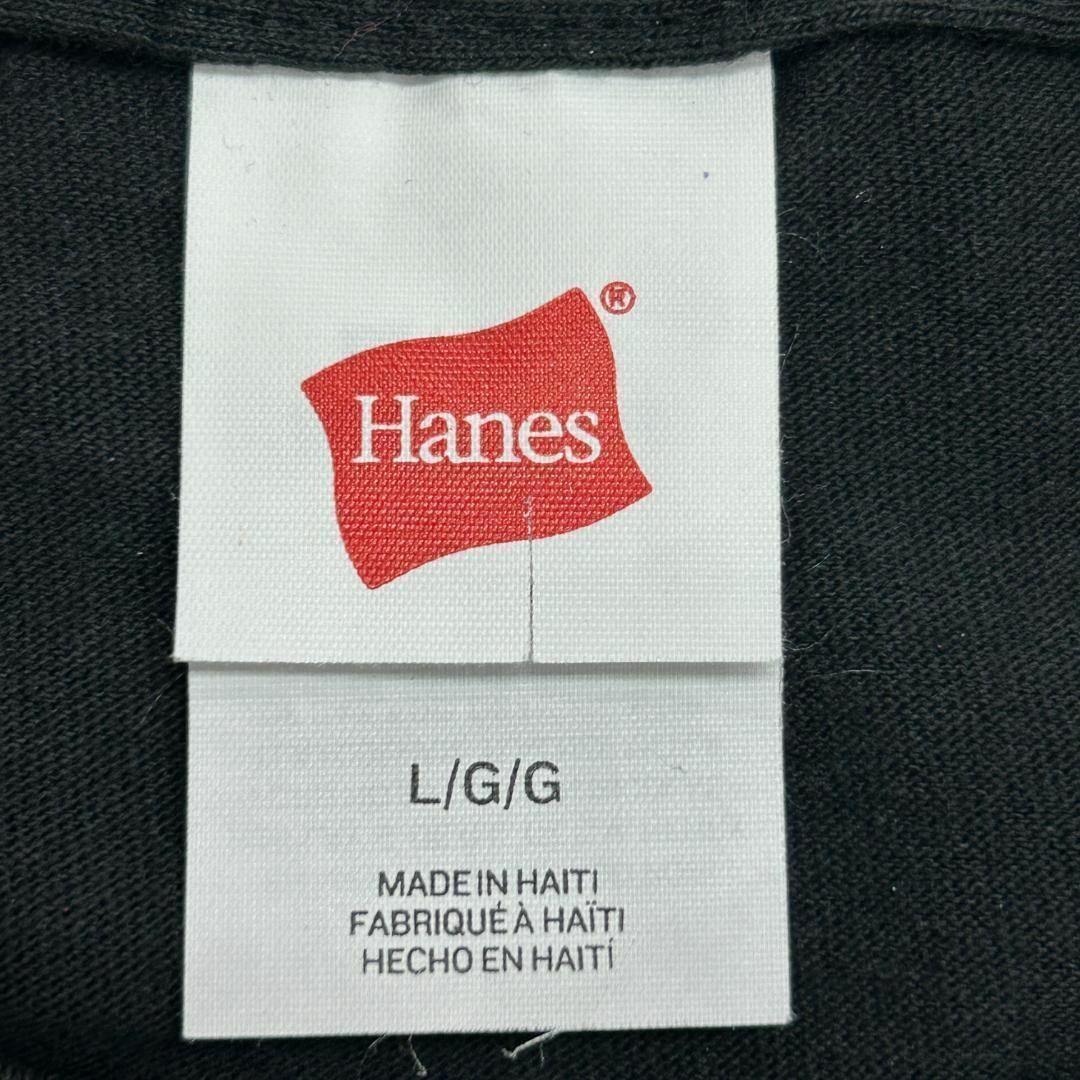 Hanes®
L/G/G
MADE IN HAITI
FABRIQUÉ À HAÏTI
HECHO EN HAITÍ